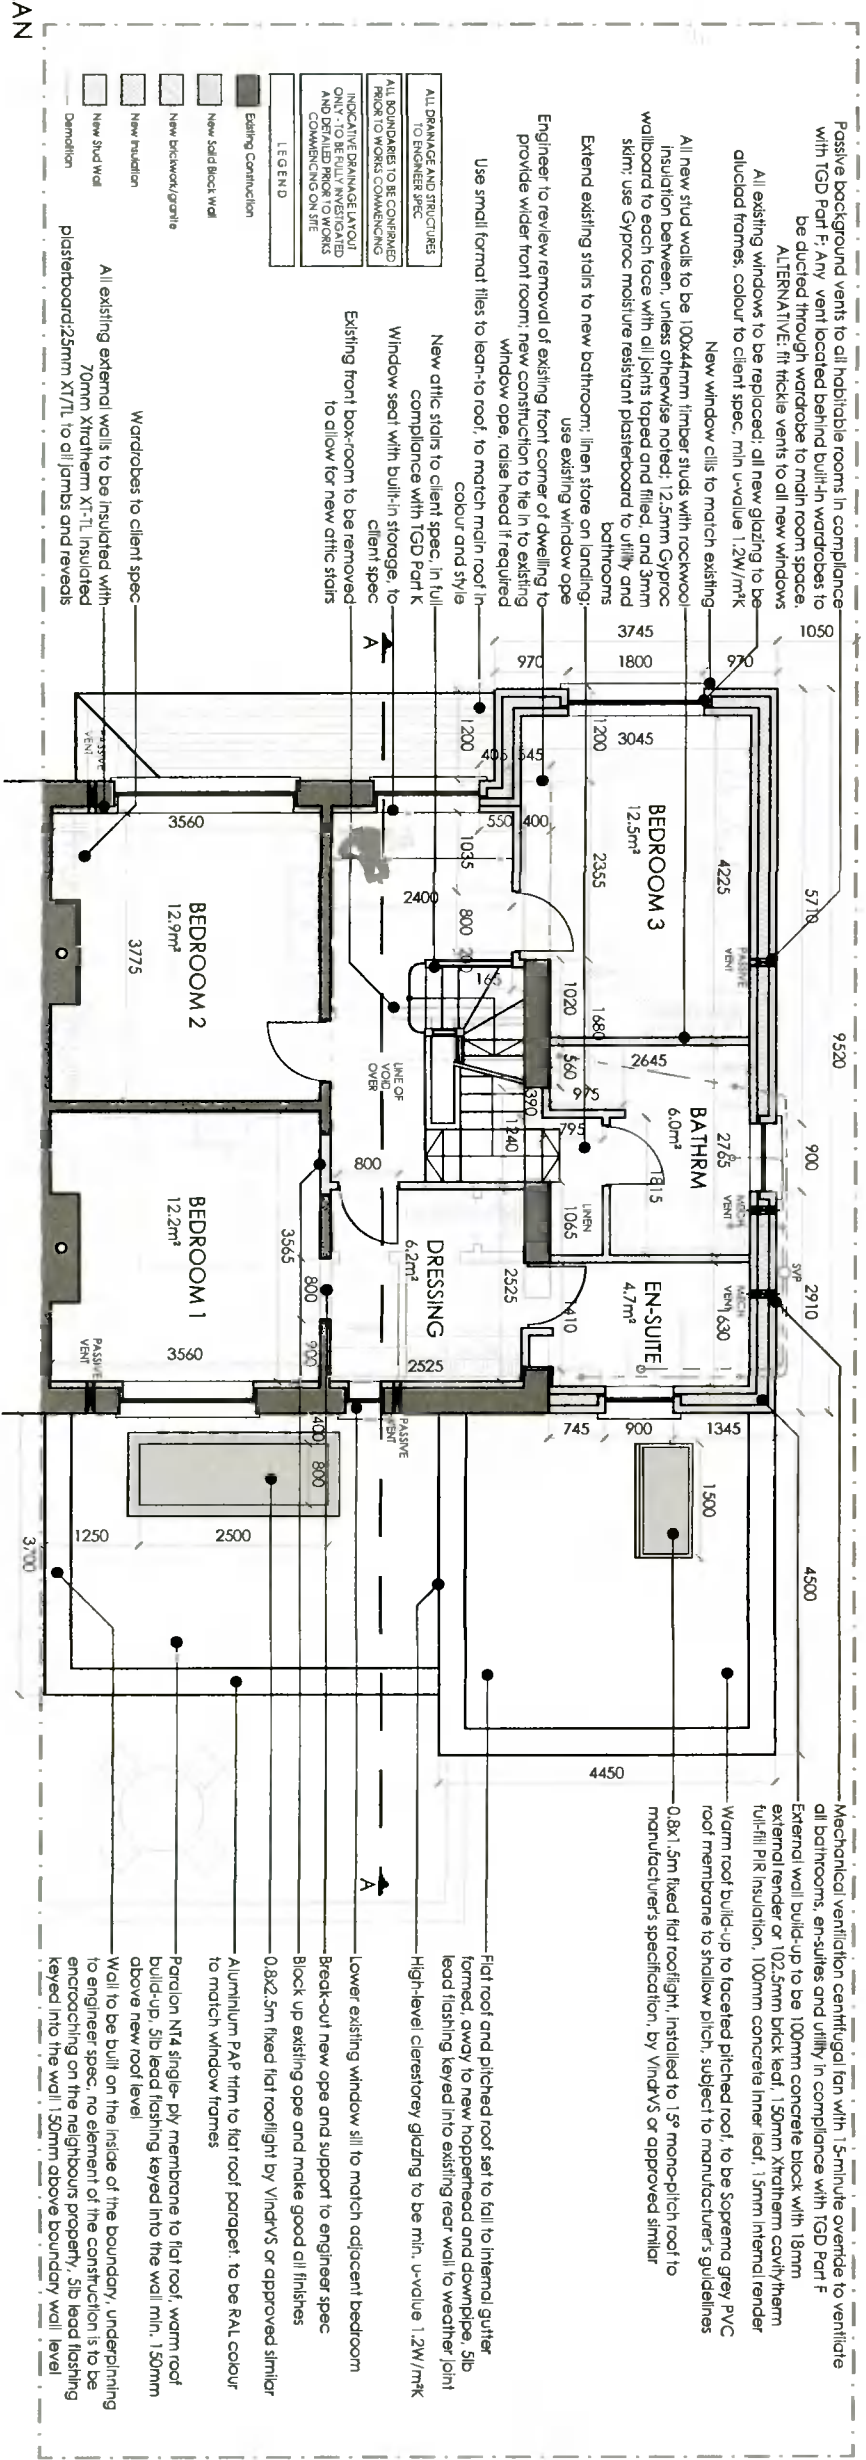 AN
Passive background vents to all habitable rooms in compliance
with TGD Part F; Any vent located behind built-in wardrobes to
be ducted through wardrobe to main room space.
ALTERNATIVE: fit trickle vents to all new windows
All existing windows to be replaced; all new glazing to be
aluclad frames, colour to client spec, min u-value 1.2W/m²K
New window cills to match existing
All new stud walls to be 100x44mm timber studs with rockwool
insulation between, unless otherwise noted; 12.5mm Gyproc
wallboard to each face with all joints taped and filled, and 3mm
skim; use Gyproc moisture resistant plasterboard to utility and
bathrooms
Extend existing stairs to new bathroom; linen store on landing;
use existing window ope
Engineer to review removal of existing front corner of dwelling to
provide wider front room; new construction to tie in to existing
window ope, raise head if required
Use small format tiles to lean-to roof, to match main roof in
colour and style
New attic stairs to client spec, in full
compliance with TGD Part K
Window seat with built-in storage, to
client spec
Existing front box-room to be removed
to allow for new attic stairs
Wardrobes to client spec
All existing external walls to be insulated with
70mm Xtratherm XT-TL insulated
plasterboard;25mm XT/TL to all jambs and reveals
ALL DRAINAGE AND STRUCTURES
TO ENGINEER SPEC
ALL BOUNDARIES TO BE CONFIRMED
PRIOR TO WORKS COMMENCING
INDICATIVE DRAINAGE LAYOUT
ONLY - TO BE FULLY INVESTIGATED
AND DETAILED PRIOR TO WORKS
COMMENCING ON SITE
LEGEND
Existing Construction
New Solid Block Wall
New brickwork/granite
New Insulation
New Stud Wall
Demolition
1050
5710
9520
900
2910
4500
3745
970
1800
970
3045
1200
4225
BEDROOM 3
12.5m²
2355
PASSIVE
VENT
1680
1020
560
2645
975
795
BATHRM
6.0m²
2765
1815
MECH
VENT
LINEN
1065
SVP
MECH
VENT
1630
EN-SUITE
4.7m²
1410
745
900
1345
1500
1200
405
545
550
400
1035
2400
800
200
165
390
1240
LINE OF
VOID
OVER
800
DRESSING
6.2m²
2525
2525
A
PASSIVE
VENT
3560
BEDROOM 2
12.9m²
3775
BEDROOM 1
12.2m²
3565
800
900
3560
PASSIVE
VENT
PASSIVE
VENT
400
800
1250
2500
3700
4450
A
Mechanical ventilation centrifugal fan with 15-minute override to ventilate
all bathrooms, en-suites and utility in compliance with TGD Part F
External wall build-up to be 100mm concrete block with 18mm
external render or 102.5mm brick leaf, 150mm Xtratherm cavitytherm
full-fill PIR insulation, 100mm concrete inner leaf, 15mm internal render
Warm roof build-up to faceted pitched roof, to be Soprema grey PVC
roof membrane to shallow pitch, subject to manufacturer's guidelines
0.8x1.5m fixed flat rooflight, installed to 15° mono-pitch roof to
manufacturer's specification, by VindrVS or approved similar
Flat roof and pitched roof set to fall to internal gutter
formed, away to new hopperhead and downpipe, 5lb
lead flashing keyed into existing rear wall to weather joint
High-level clerestorey glazing to be min. u-value 1.2W/m²K
Lower existing window sill to match adjacent bedroom
Break-out new ope and support to engineer spec
Block up existing ope and make good all finishes
0.8x2.5m fixed flat rooflight by VindrVS or approved similar
Aluminium PAP trim to flat roof parapet, to be RAL colour
to match window frames
Paralon NT4 single- ply membrane to flat roof, warm roof
build-up, 5lb lead flashing keyed into the wall min. 150mm
above new roof level
Wall to be built on the inside of the boundary, underpinning
to engineer spec, no element of the construction is to be
encroaching on the neighbours property, 5lb lead flashing
keyed into the wall 150mm above boundary wall level